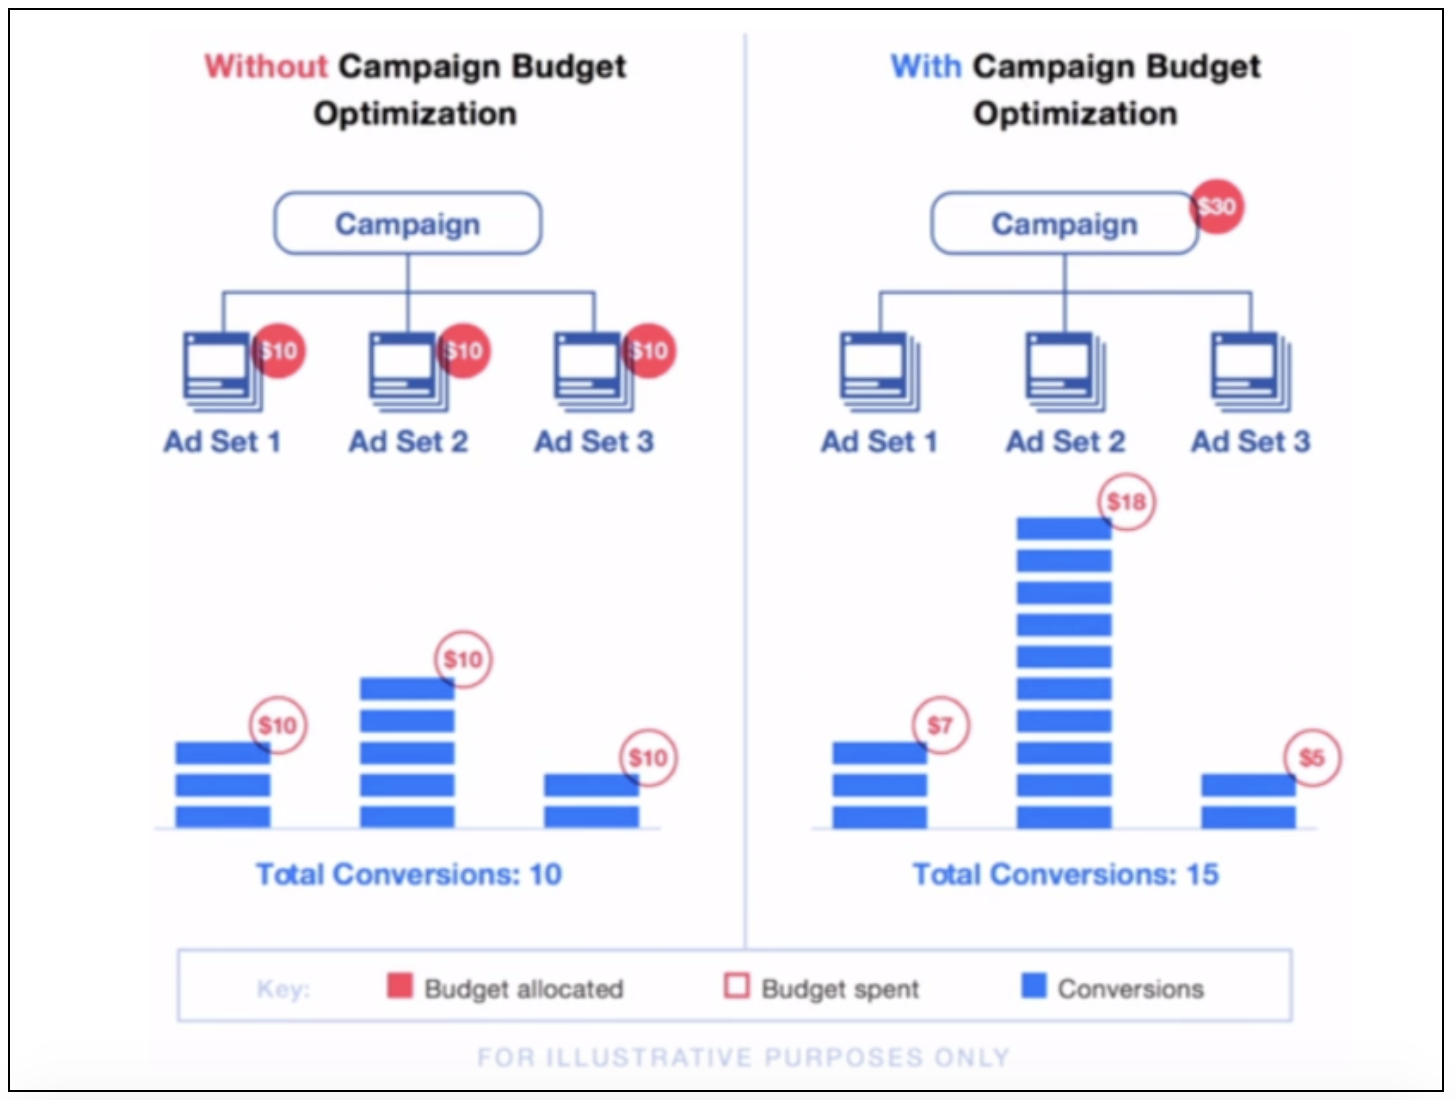 Without Campaign Budget
Optimization
Campaign
$10
$10
$10
Ad Set 1
Ad Set 2
Ad Set 3
$10
$10
$10
Total Conversions: 10
With Campaign Budget
Optimization
Campaign
$30
Ad Set 1
Ad Set 2
Ad Set 3
$18
$7
$5
Total Conversions: 15
Key:
Budget allocated
Budget spent
Conversions
FOR ILLUSTRATIVE PURPOSES ONLY